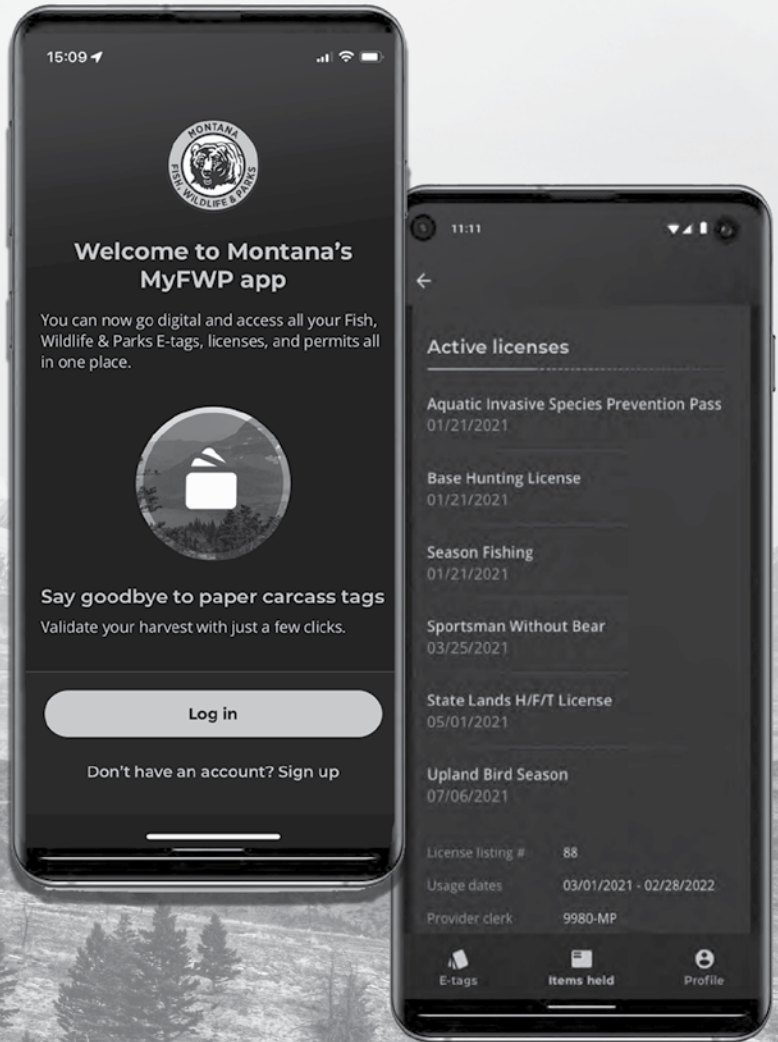 15:09
MONTANA
FISH, WILDLIFE & PARKS
Welcome to Montana’s
MyFWP app
You can now go digital and access all your Fish,
Wildlife & Parks E-tags, licenses, and permits all
in one place.
Say goodbye to paper carcass tags
Validate your harvest with just a few clicks.
Log in
Don’t have an account? Sign up
11:11
Active licenses
Aquatic Invasive Species Prevention Pass
01/21/2021
Base Hunting License
01/21/2021
Season Fishing
01/21/2021
Sportsman Without Bear
03/25/2021
State Lands H/F/T License
05/01/2021
Upland Bird Season
07/06/2021
License listing # 88
Usage dates 03/01/2021 - 02/28/2022
Provider clerk 9980-MP
E-tags Items held Profile